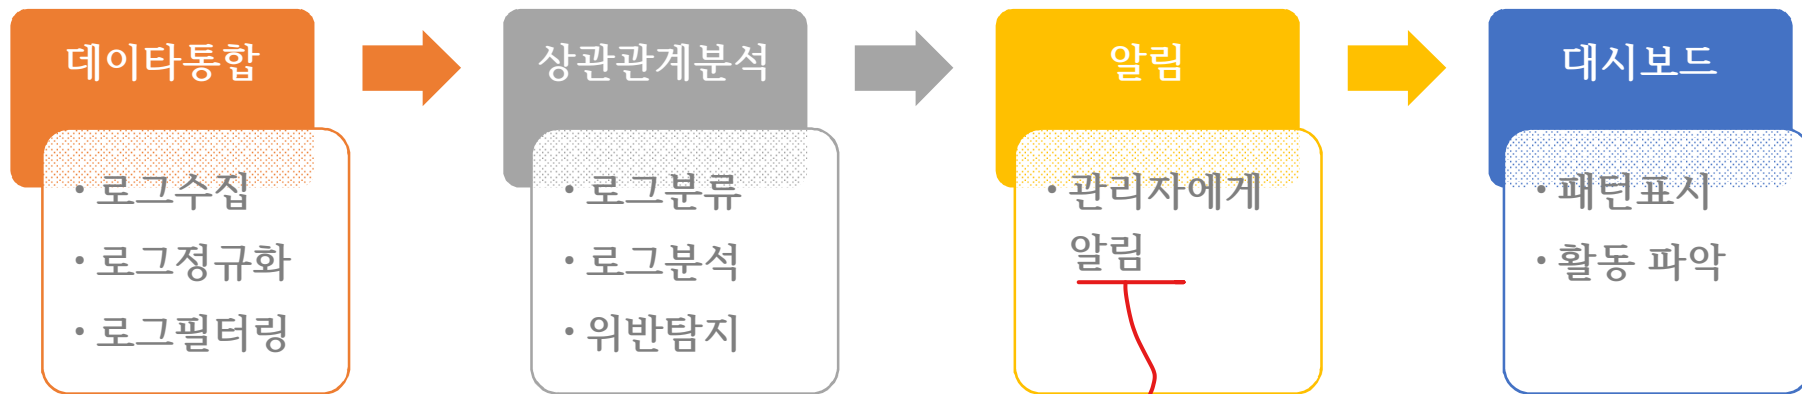 데이타통합
· 로그수집
· 로그정규화
· 로그필터링
상관관계분석
· 로그분류
· 로그분석
· 위반탐지
알림
· 관리자에게
알림
대시보드
· 패턴표시
· 활동 파악